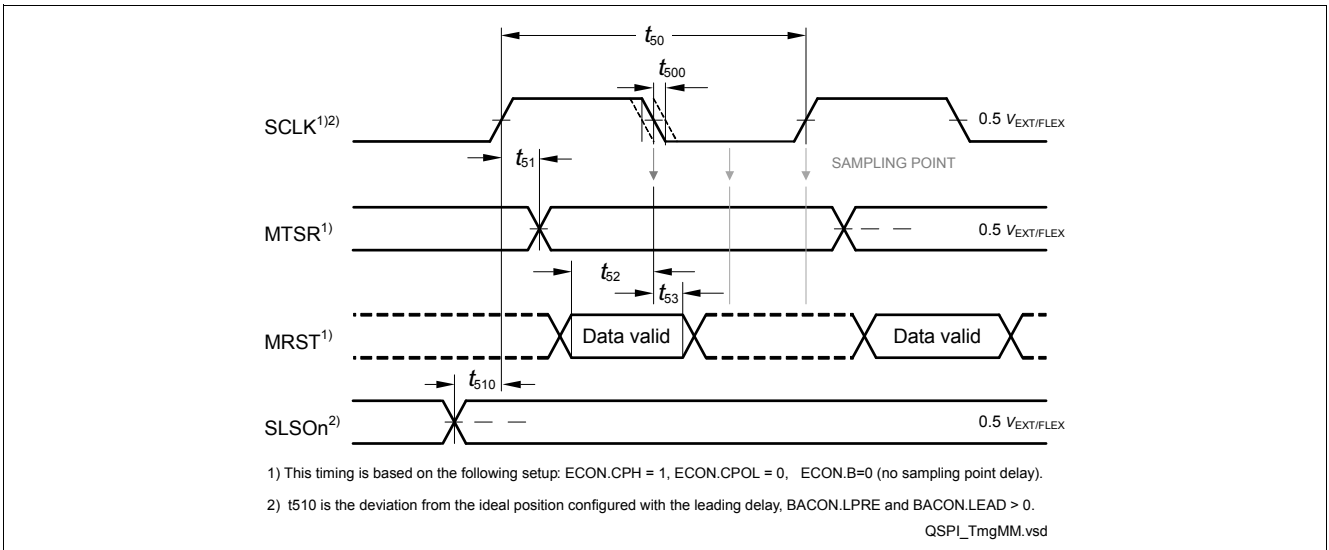 t50
t500
SCLK1)2)
0.5 VEXT/FLEX
t51
SAMPLING POINT
MTSR1)
0.5 VEXT/FLEX
t52
t53
MRST1)
Data valid
Data valid
t510
SLSOn2)
0.5 VEXT/FLEX
1) This timing is based on the following setup: ECON.CPH = 1, ECON.CPOL = 0, ECON.B=0 (no sampling point delay).
2) t510 is the deviation from the ideal position configured with the leading delay, BACON.LPRE and BACON.LEAD > 0.
QSPI_TmgMM.vsd